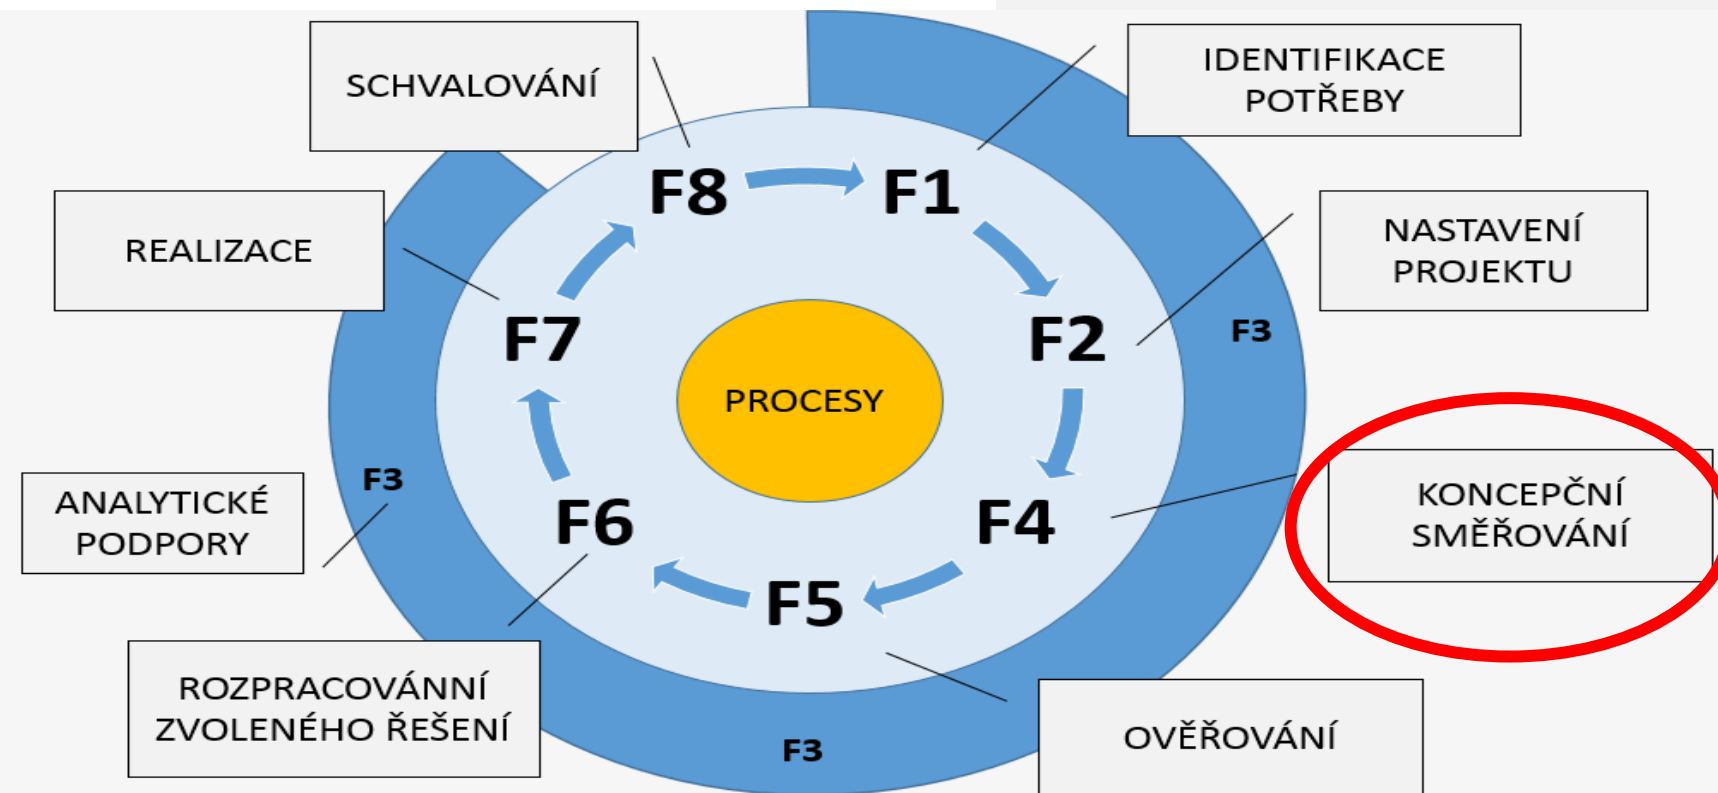 SCHVALOVÁNÍ
IDENTIFIKACE
POTŘEBY
F8
F1
REALIZACE
NASTAVENÍ
PROJEKTU
F7
F2
F3
PROCESY
F3
ANALYTICKÉ
PODPORY
F6
F4
KONCEPČNÍ
SMĚŘOVÁNÍ
F5
ROZPRACOVÁNNÍ
ZVOLENÉHO ŘEŠENÍ
F3
OVĚŘOVÁNÍ